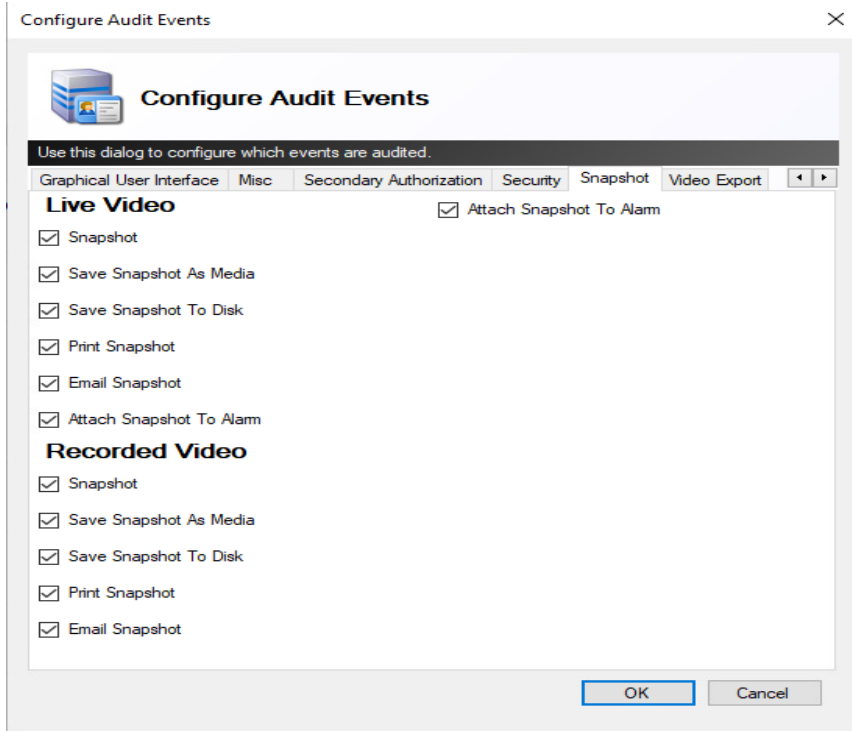 Configure Audit Events
Configure Audit Events
Use this dialog to configure which events are audited.
Graphical User Interface Misc Secondary Authorization Security Snapshot Video Export
Live Video
Snapshot
Save Snapshot As Media
Save Snapshot To Disk
Print Snapshot
Email Snapshot
Attach Snapshot To Alarm
Recorded Video
Snapshot
Save Snapshot As Media
Save Snapshot To Disk
Print Snapshot
Email Snapshot
Attach Snapshot To Alarm
OK Cancel